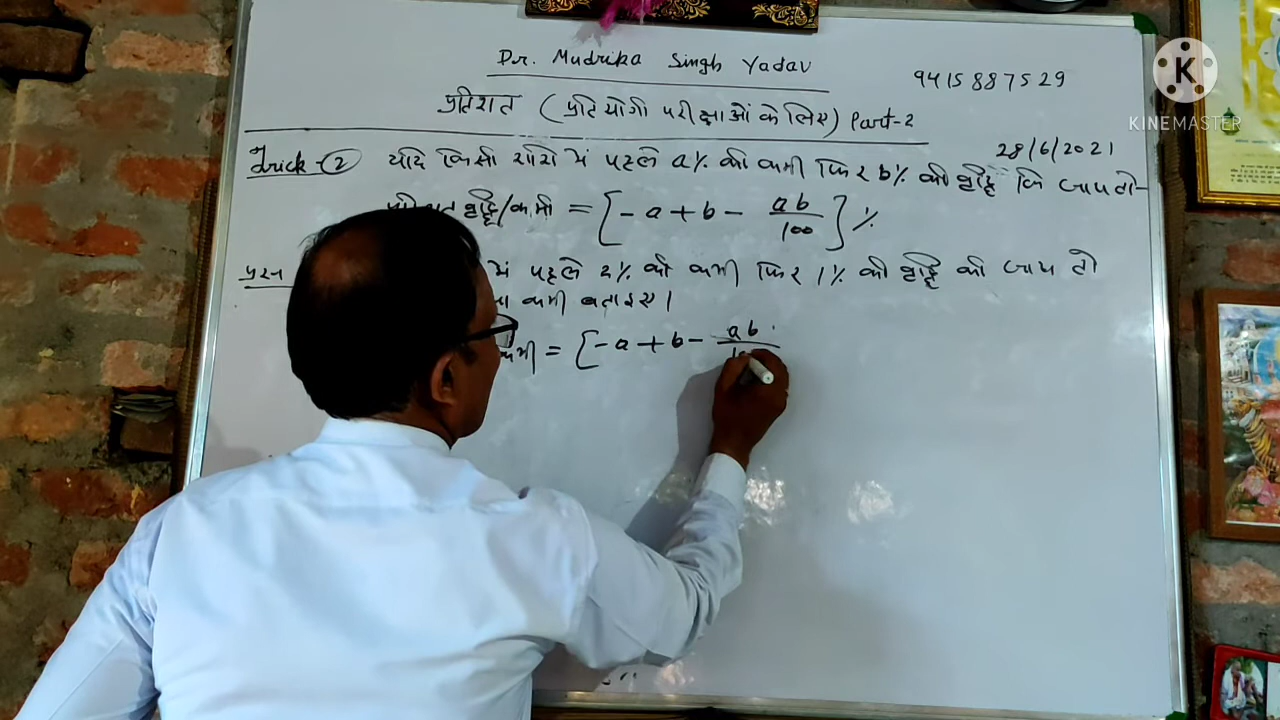 Dr. Mudrika Singh Yadav
9415887529
KINEMASTER
प्रतिशत (प्रतियोगी परीक्षाओं के लिए) Part-2
28/6/2021
Trick-② यदि किसी राशि में पहले a% की कमी फिर b% की वृद्धि कि जाय तो-
वृद्धि/कमी = [-a+b- ab/100]%
प्रश्न में पहले 2% की कमी फिर 1% की वृद्धि की जाय तो
कमी बताइए।
= [-a+b- ab